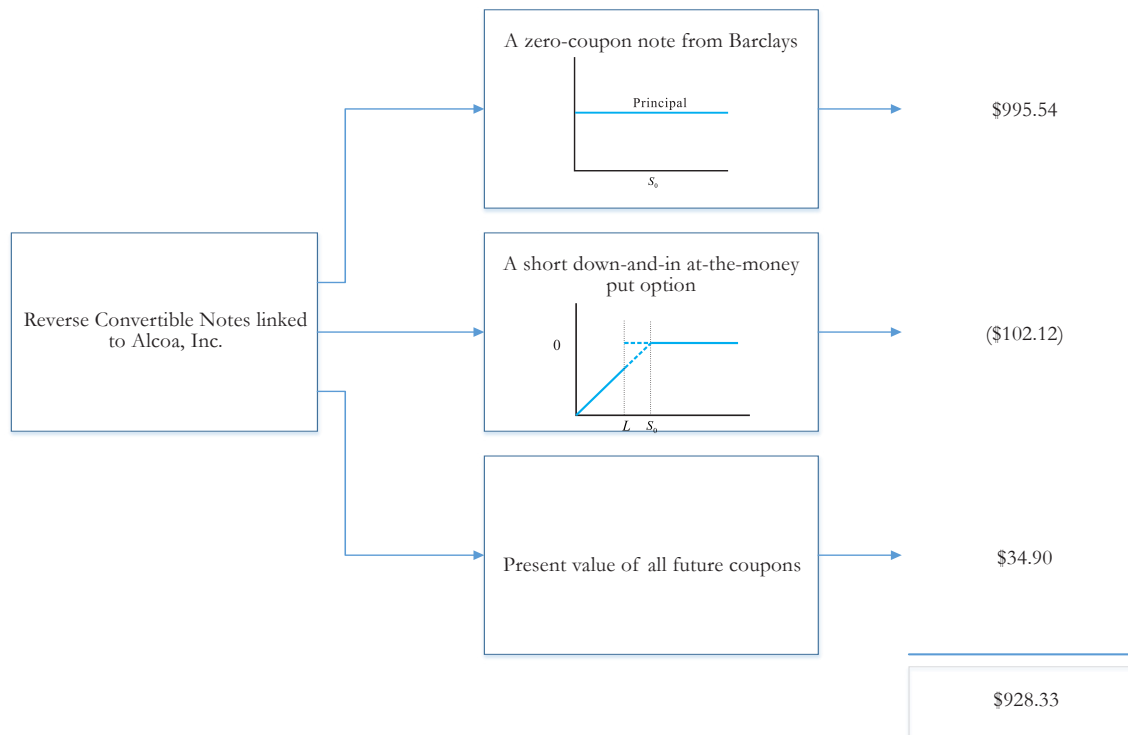 A zero-coupon note from Barclays
Principal
S₀
$995.54
Reverse Convertible Notes linked
to Alcoa, Inc.
A short down-and-in at-the-money
put option
0
L S₀
($102.12)
Present value of all future coupons
$34.90
$928.33